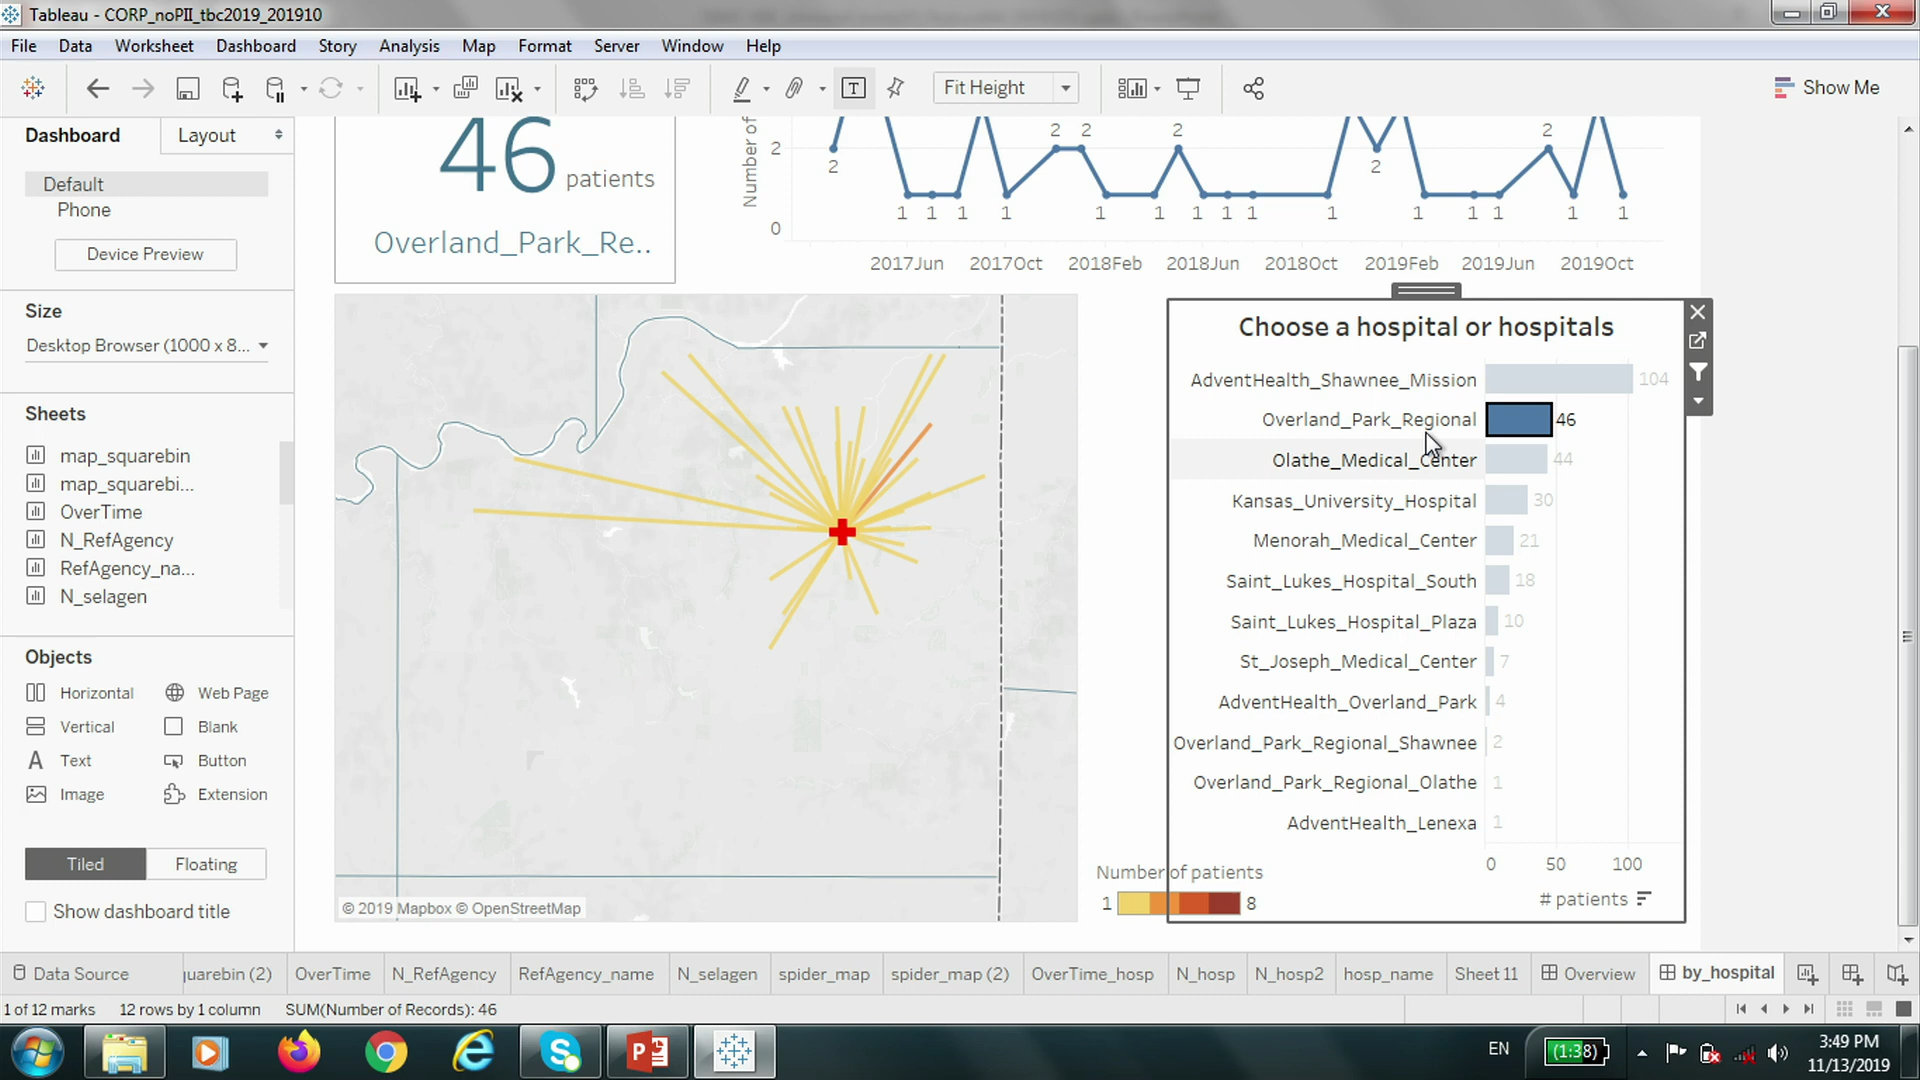 Tableau - CORP_noPII_tbc2019_201910
File Data Worksheet Dashboard Story Analysis Map Format Server Window Help
Fit Height
Show Me
Dashboard Layout
Default
Phone
Device Preview
Size
Desktop Browser (1000 x 8...
Sheets
map_squarebin
map_squarebi...
OverTime
N_RefAgency
RefAgency_na...
N_selagen
Objects
Horizontal Web Page
Vertical Blank
Text Button
Image Extension
Tiled Floating
Show dashboard title
46 patients
Overland_Park_Re..
Number of
2
0
2 2 2 2 2 2
1 1 1 1 1 1 1 1 1 1 1 1 1 1 1
2017Jun 2017Oct 2018Feb 2018Jun 2018Oct 2019Feb 2019Jun 2019Oct
© 2019 Mapbox © OpenStreetMap
Choose a hospital or hospitals
AdventHealth_Shawnee_Mission 104
Overland_Park_Regional 46
Olathe_Medical_Center 44
Kansas_University_Hospital 30
Menorah_Medical_Center 21
Saint_Lukes_Hospital_South 18
Saint_Lukes_Hospital_Plaza 10
St_Joseph_Medical_Center 7
AdventHealth_Overland_Park 4
Overland_Park_Regional_Shawnee 2
Overland_Park_Regional_Olathe 1
AdventHealth_Lenexa 1
0 50 100
# patients
Number of patients
1 8
Data Source quarebin (2) OverTime N_RefAgency RefAgency_name N_selagen spider_map spider_map (2) OverTime_hosp N_hosp N_hosp2 hosp_name Sheet 11 Overview by_hospital
1 of 12 marks 12 rows by 1 column SUM(Number of Records): 46
EN (1:38) 3:49 PM
11/13/2019